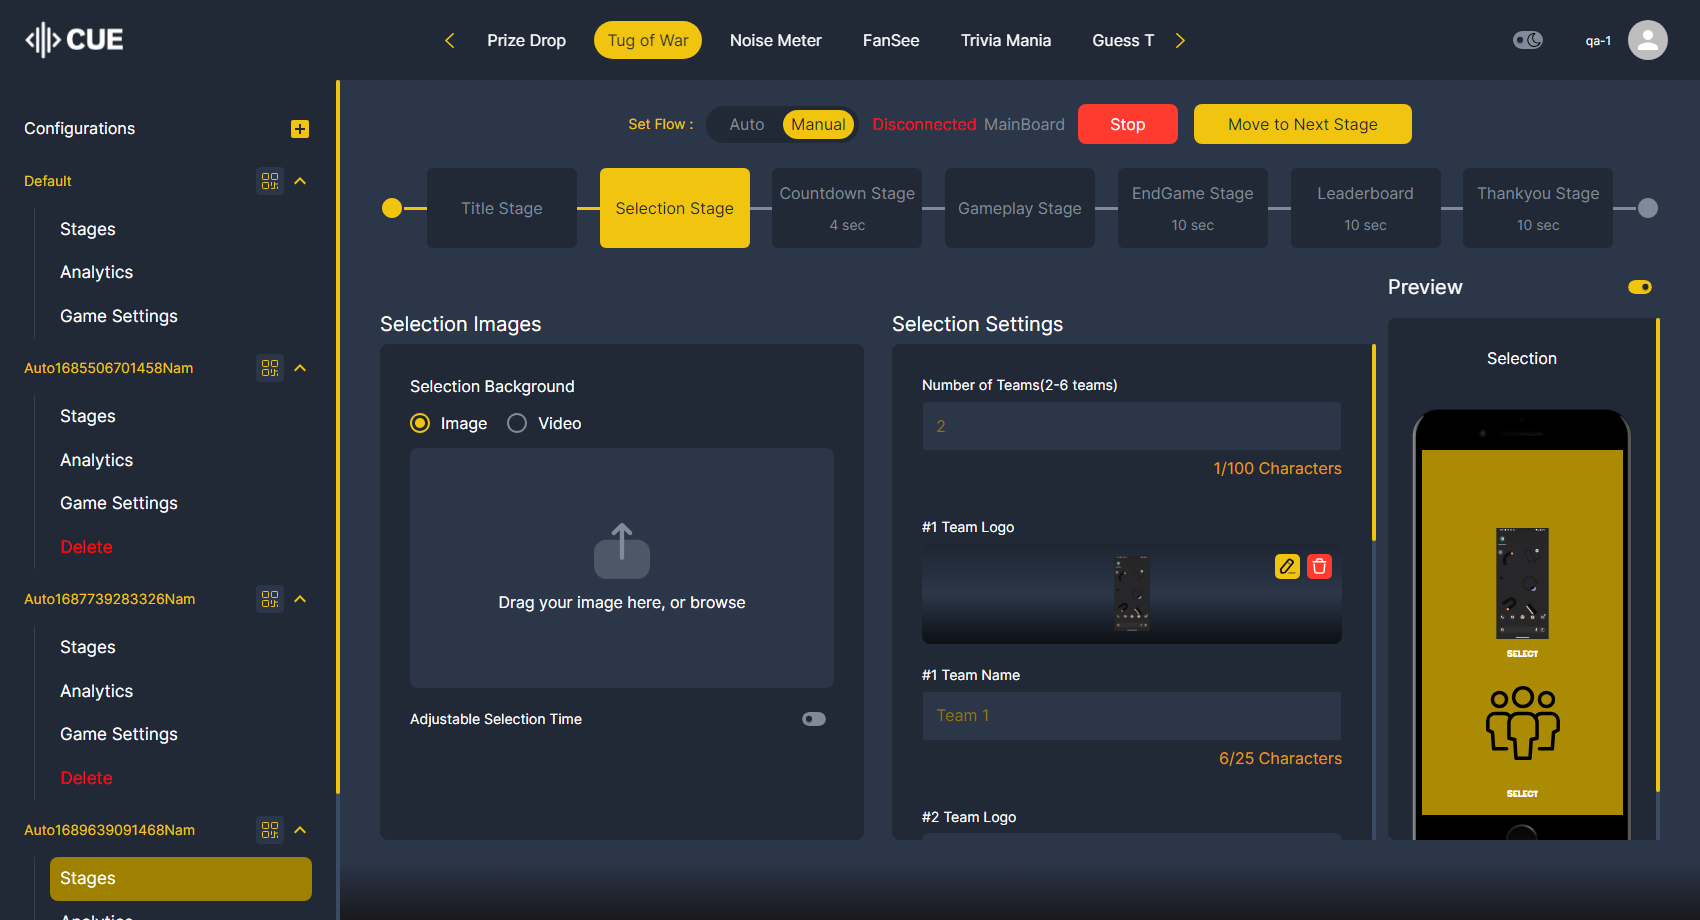 CUE
Prize Drop
Tug of War
Noise Meter
FanSee
Trivia Mania
Guess T
qa-1
Configurations
Default
Stages
Analytics
Game Settings
Auto1685506701458Nam
Stages
Analytics
Game Settings
Delete
Auto1687739283326Nam
Stages
Analytics
Game Settings
Delete
Auto1689639091468Nam
Stages
Analytics
Set Flow :
Auto
Manual
Disconnected MainBoard
Stop
Move to Next Stage
Title Stage
Selection Stage
Countdown Stage
4 sec
Gameplay Stage
EndGame Stage
10 sec
Leaderboard
10 sec
Thankyou Stage
10 sec
Selection Images
Selection Background
Image
Video
Drag your image here, or browse
Adjustable Selection Time
Selection Settings
Number of Teams(2-6 teams)
2
1/100 Characters
#1 Team Logo
#1 Team Name
Team 1
6/25 Characters
#2 Team Logo
Preview
Selection
SELECT
SELECT